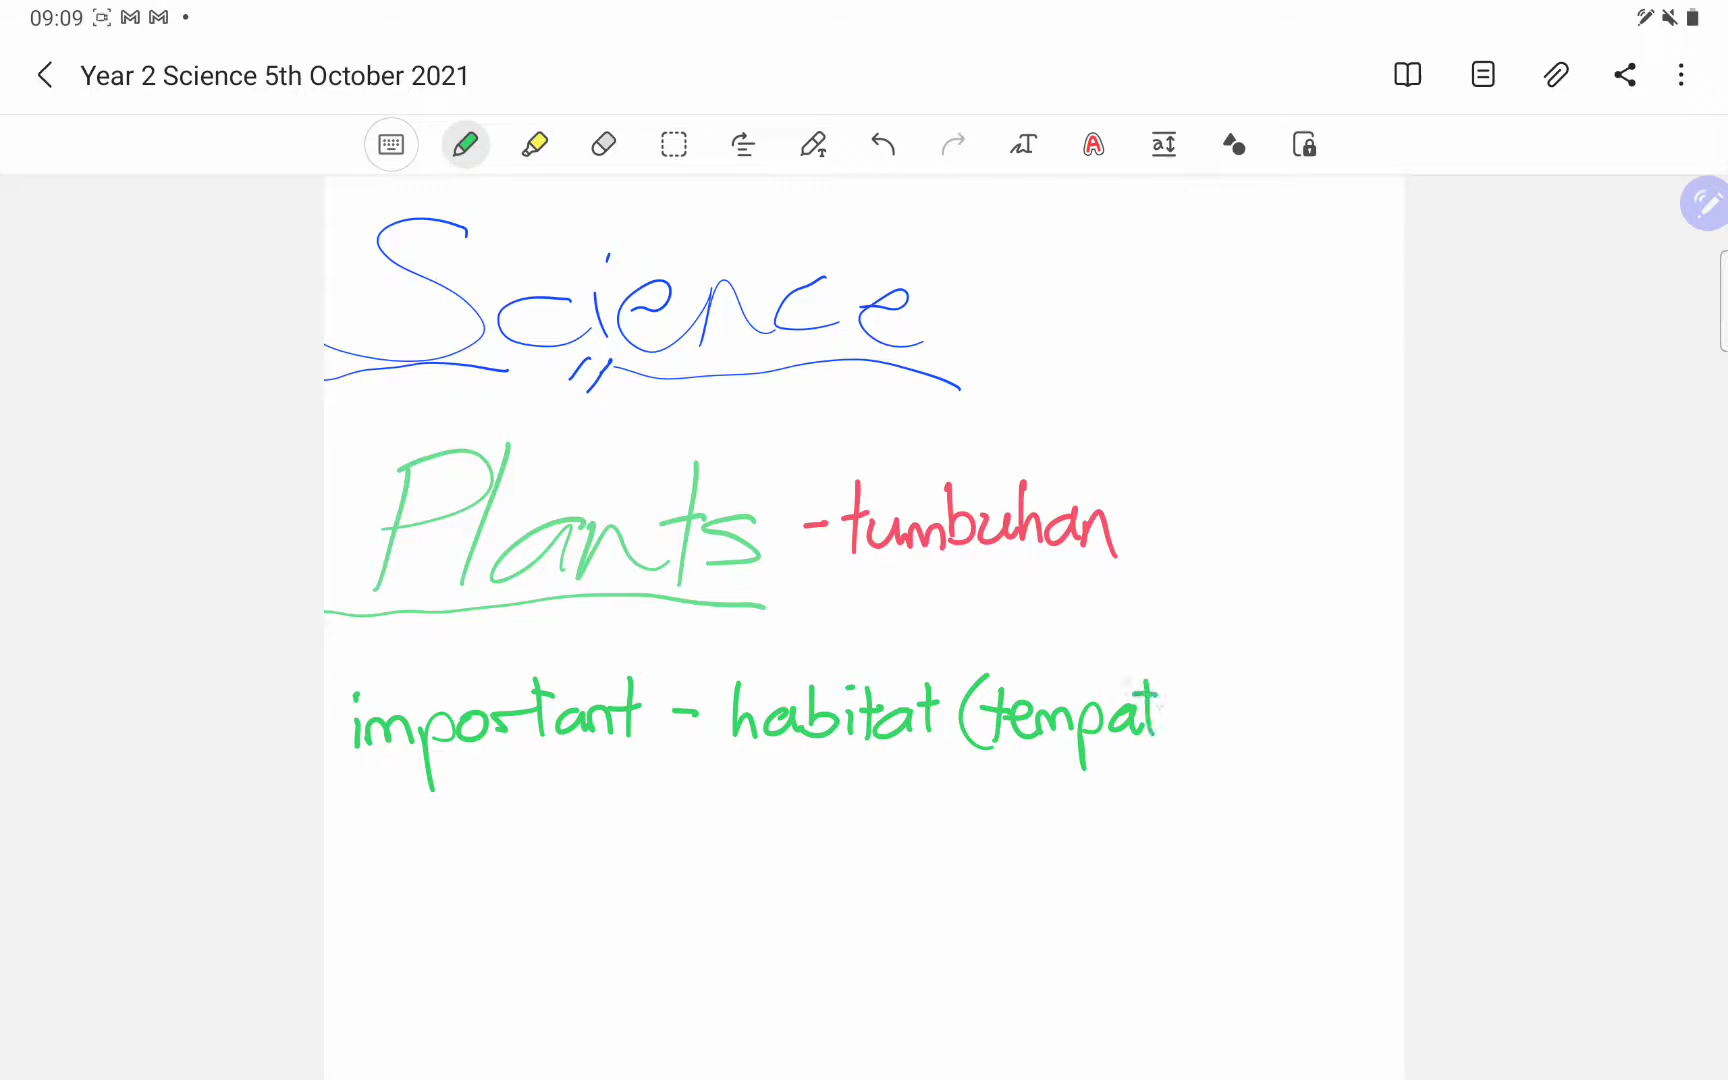 09:09
Year 2 Science 5th October 2021
Science
Plants - tumbuhan
important - habitat (tempat